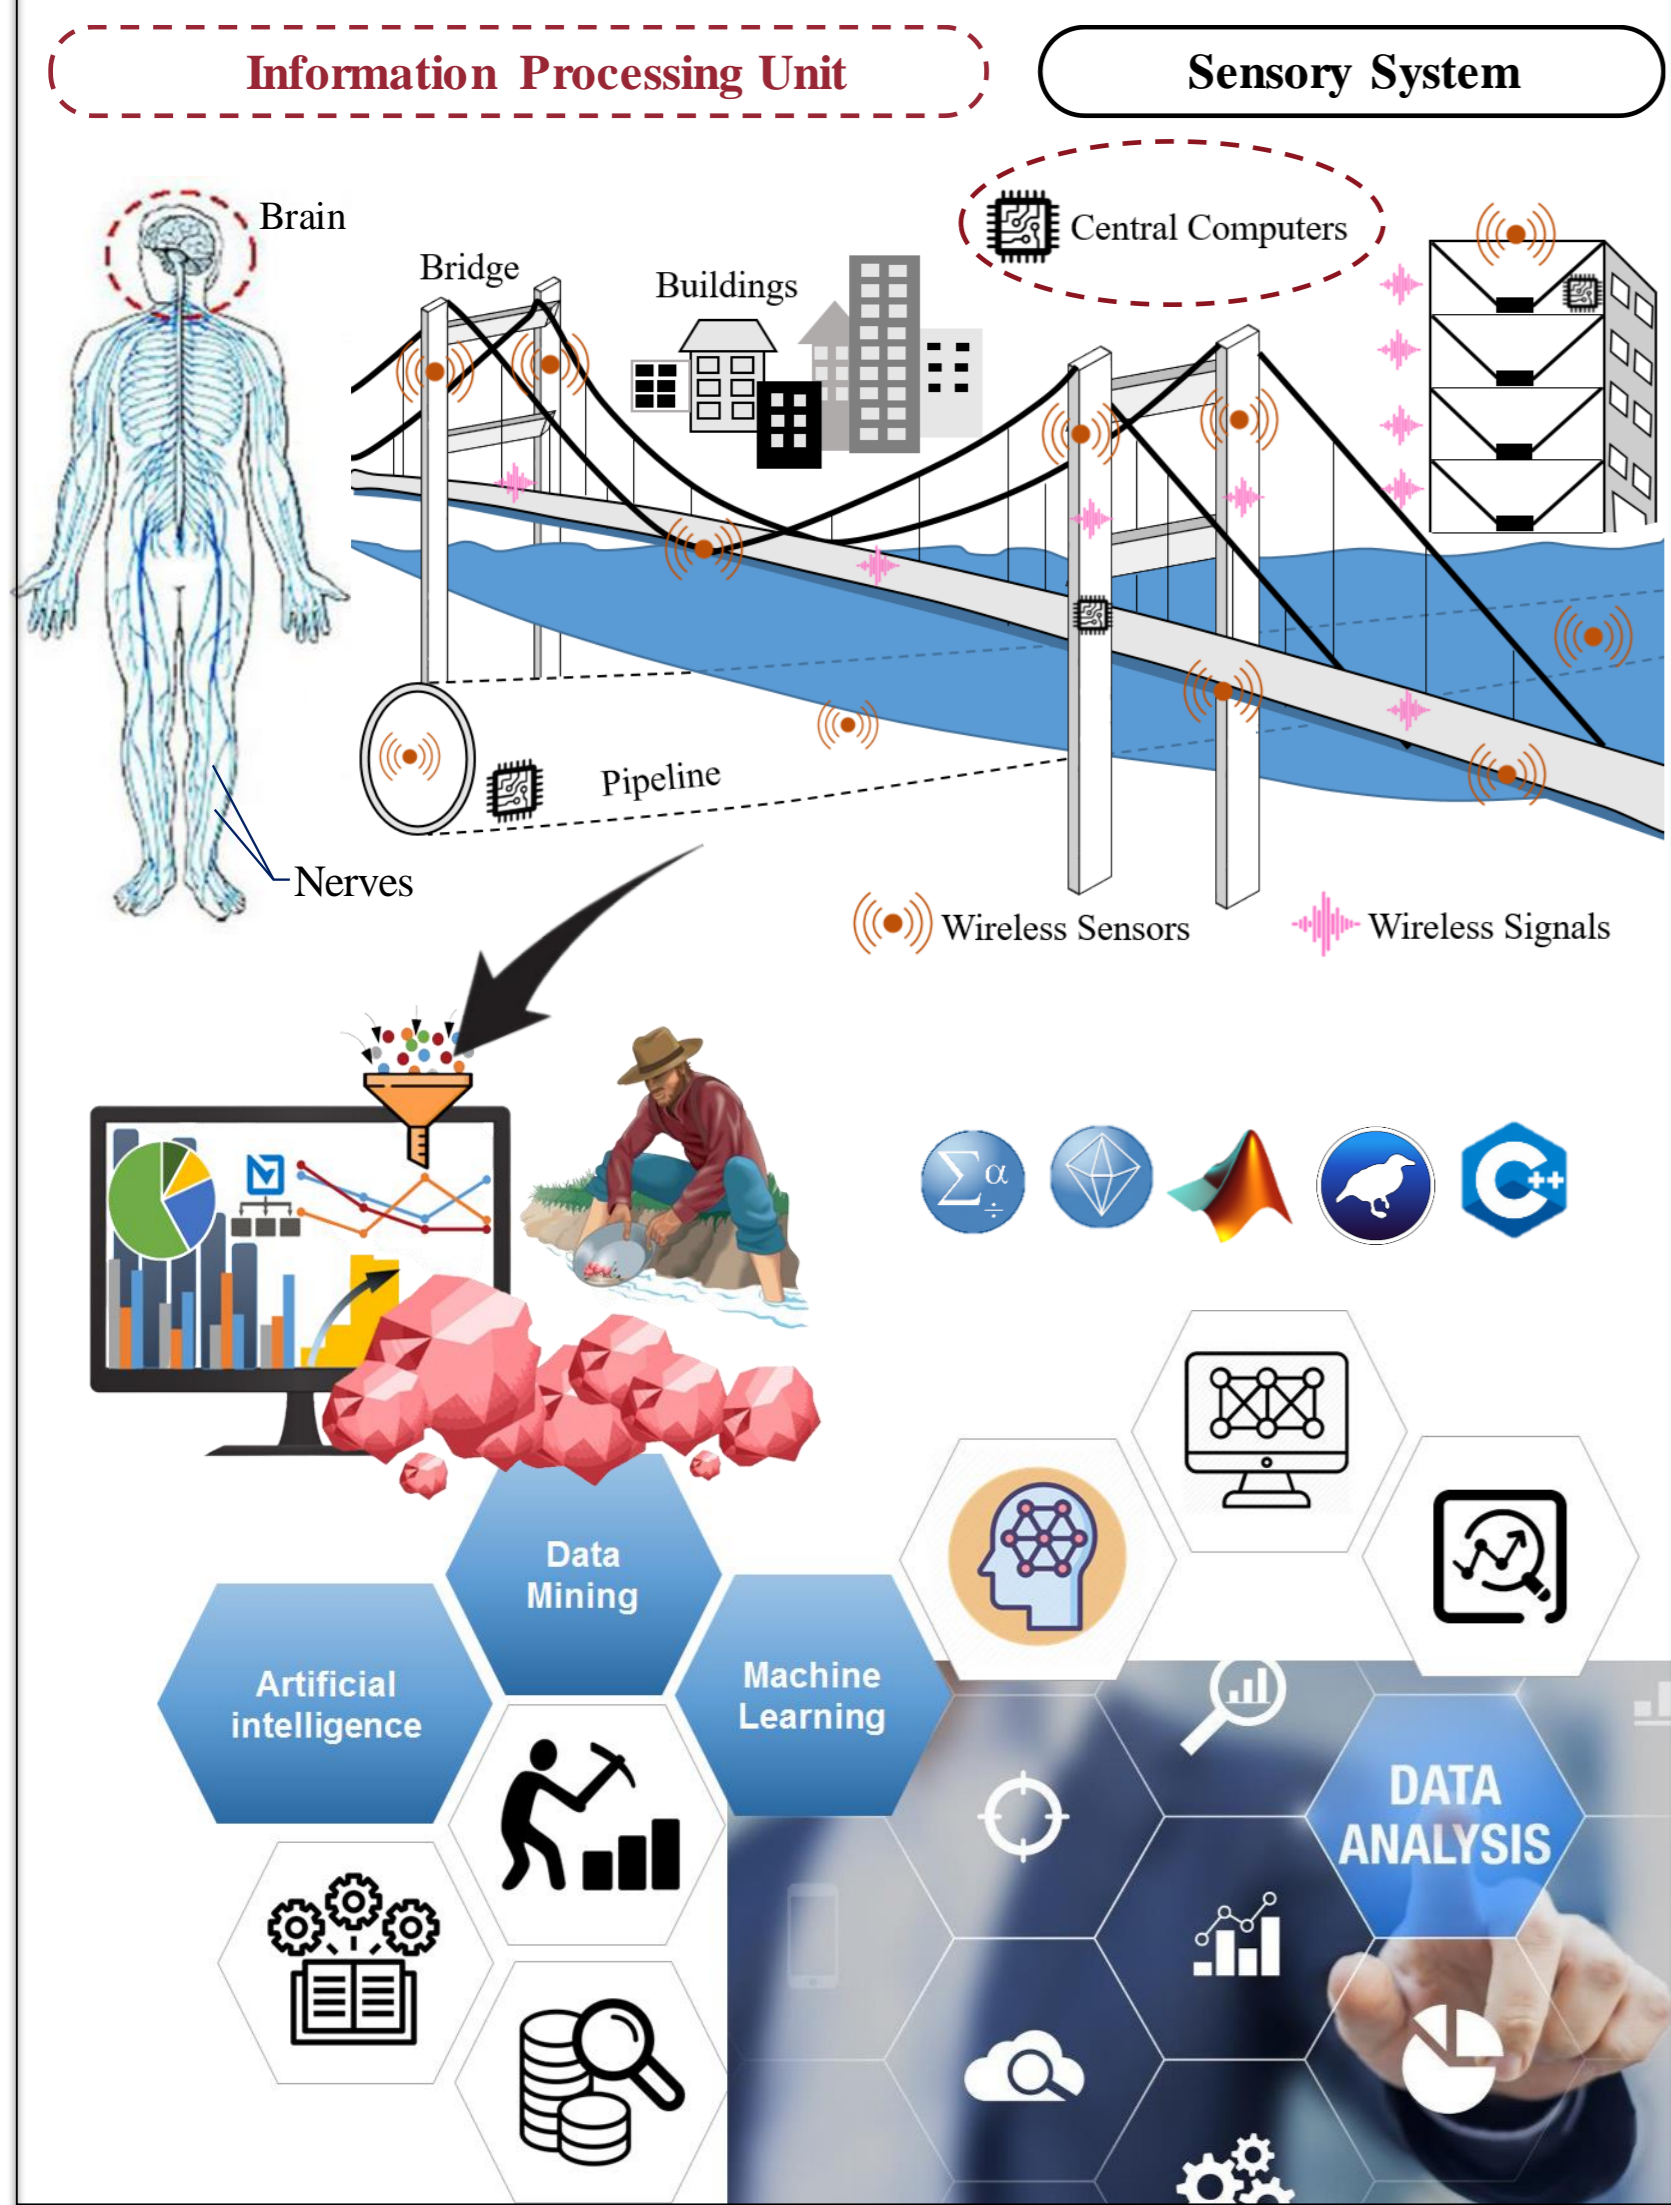 Information Processing Unit
Sensory System
Brain
Bridge
Buildings
Central Computers
Pipeline
Nerves
Wireless Sensors
Wireless Signals
Σα
÷
C++
Data
Mining
Artificial
intelligence
Machine
Learning
DATA
ANALYSIS